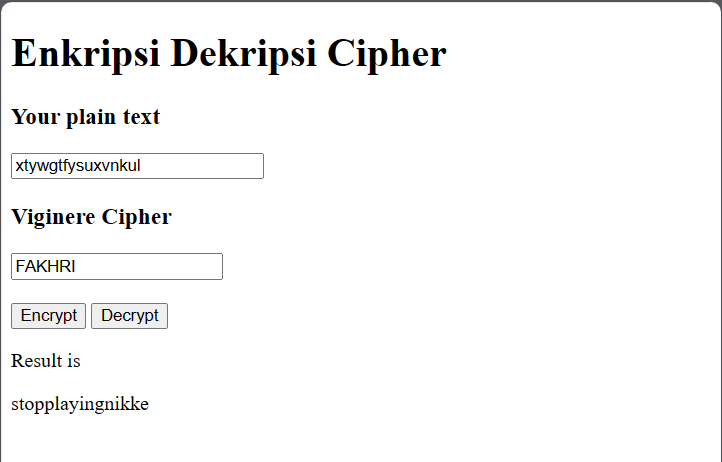 Enkripsi Dekripsi Cipher
Your plain text
xtywgtfysuxvnkul
Viginere Cipher
FAKHRI
Encrypt Decrypt
Result is
stopplayingnikke